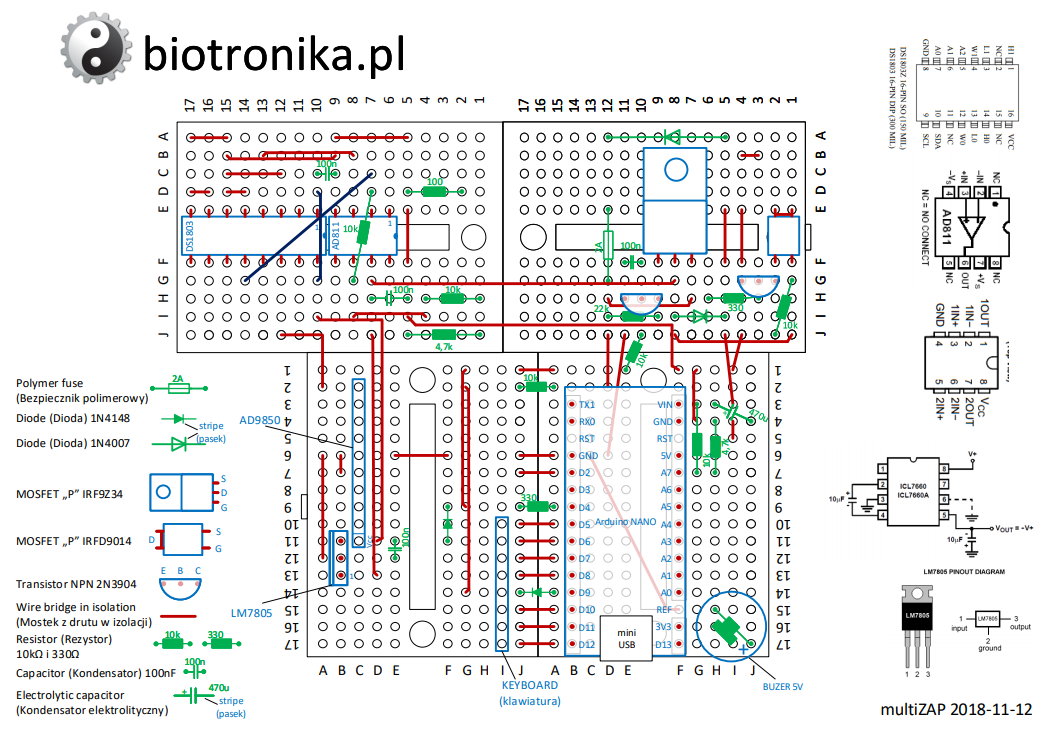 biotronika.pl
17 16 15 14 13 12 11 10 9 8 7 6 5 4 3 2 1
17 16 15 14 13 12 11 10 9 8 7 6 5 4 3 2 1
A
B
C
D
E
F
G
H
I
J
A
B
C
D
E
F
G
H
I
J
100n
100
10k
DS1803
1
AD811
1
100n
10k
4,7k
2A
100n
22k
330
10k
10k
1
2
3
4
5
6
7
8
9
10
11
12
13
14
15
16
17
1
2
3
4
5
6
7
8
9
10
11
12
13
14
15
16
17
10k
330
100n
VCC
TX1
RX0
RST
GND
D2
D3
D4
D5
D6
D7
D8
D9
D10
D11
D12
VIN
GND
RST
5V
A7
A6
A5
A4
A3
A2
A1
A0
REF
3V3
D13
Arduino NANO
mini
USB
470u
10k
4,7k
+
A B C D E F G H I J
A B C D E F G H I J
AD9850
LM7805
KEYBOARD
(klawiatura)
BUZER 5V
Polymer fuse
(Bezpiecznik polimerowy)
2A
Diode (Dioda) 1N4148
stripe
(pasek)
Diode (Dioda) 1N4007
MOSFET „P” IRF9Z34
S
D
G
MOSFET „P” IRFD9014
D
S
G
Transistor NPN 2N3904
E B C
Wire bridge in isolation
(Mostek z drutu w izolacji)
Resistor (Rezystor)
10kΩ i 330Ω
10k
330
Capacitor (Kondensator) 100nF
100n
Electrolytic capacitor
(Kondensator elektrolityczny)
470u
stripe
(pasek)
H1 1
NC 2
L1 3
W1 4
A2 5
A1 6
A0 7
GND 8
16 VCC
15 NC
14 H0
13 L0
12 W0
11 NC
10 SDA
9 SCL
DS1803Z 16-PIN SO (150 MIL)
DS1803 16-PIN DIP (300 MIL)
NC 1
–IN 2
+IN 3
–VS 4
AD811
8 NC
7 +VS
6 OUT
5 NC
NC = NO CONNECT
1OUT 1
1IN– 2
1IN+ 3
GND 4
8 VCC
7 2OUT
6 2IN–
5 2IN+
V+
1
2
3
4
8
7
6
5
ICL7660
ICL7660A
10µF
10µF
VOUT = -V+
LM7805 PINOUT DIAGRAM
LM7805
1 2 3
1
input
LM7805
3
output
2
ground
multiZAP 2018-11-12